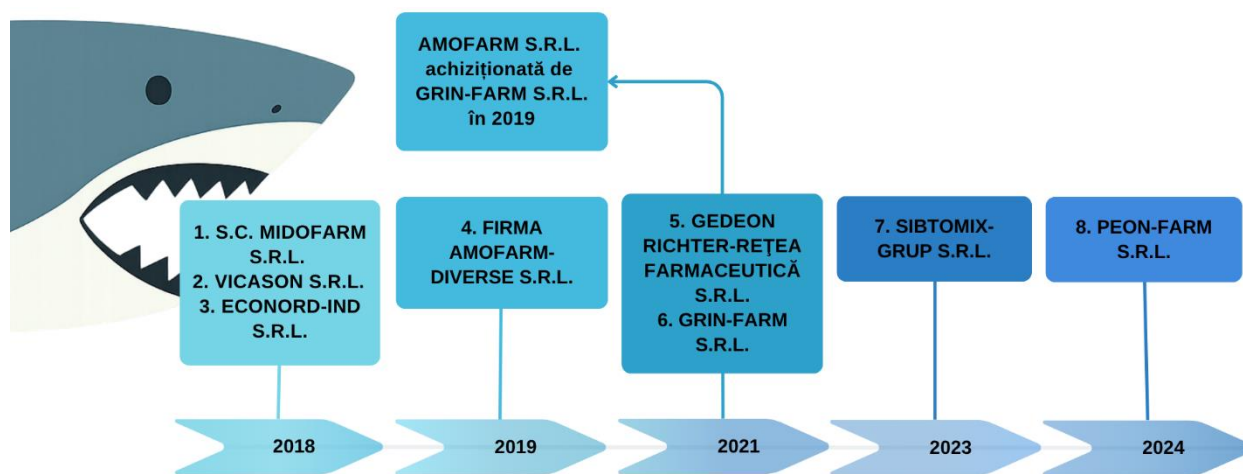 AMOFARM S.R.L.
achiziționată de
GRIN-FARM S.R.L.
în 2019
1. S.C. MIDOFARM
S.R.L.
2. VICASON S.R.L.
3. ECONORD-IND
S.R.L.
4. FIRMA
AMOFARM-
DIVERSE S.R.L.
5. GEDEON
RICHTER-REŢEA
FARMACEUTICĂ
S.R.L.
6. GRIN-FARM
S.R.L.
7. SIBTOMIX-
GRUP S.R.L.
8. PEON-FARM
S.R.L.
2018
2019
2021
2023
2024